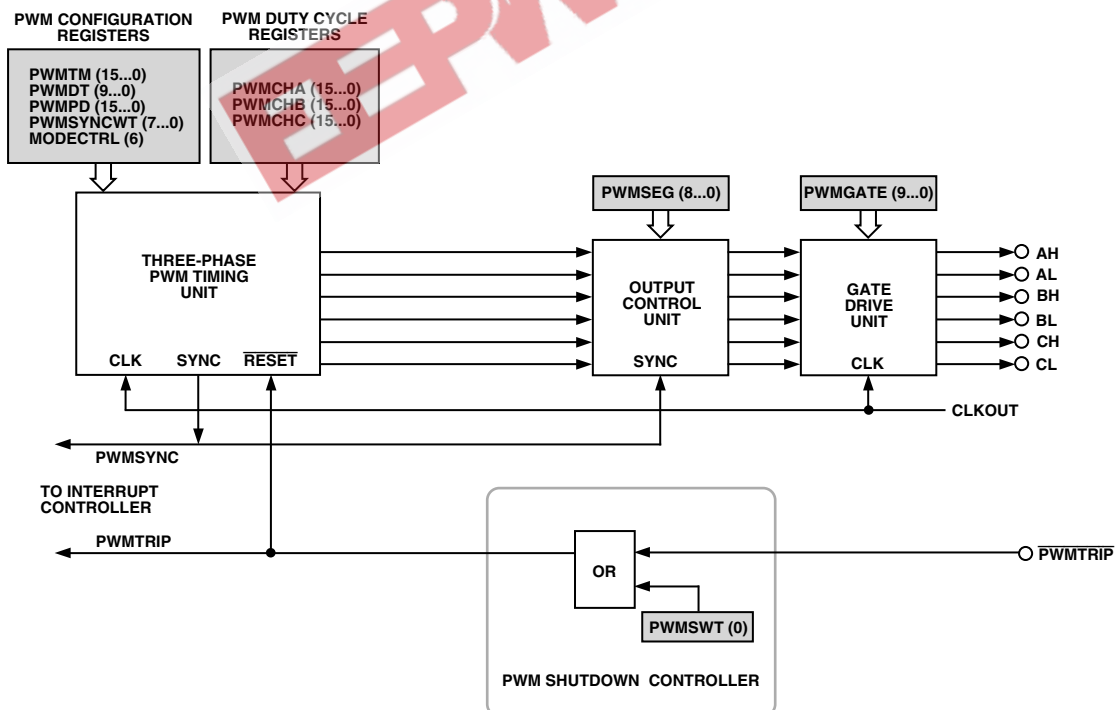 PWM CONFIGURATION
REGISTERS
PWM DUTY CYCLE
REGISTERS
PWMTM (15...0)
PWMDT (9...0)
PWMPD (15...0)
PWMSYNCWT (7...0)
MODECTRL (6)
PWMCHA (15...0)
PWMCHB (15...0)
PWMCHC (15...0)
PWMSEG (8...0)
PWMGATE (9...0)
THREE-PHASE
PWM TIMING
UNIT
CLK SYNC RESET
OUTPUT
CONTROL
UNIT
SYNC
GATE
DRIVE
UNIT
CLK
AH
AL
BH
BL
CH
CL
CLKOUT
PWMSYNC
TO INTERRUPT
CONTROLLER
PWMTRIP
OR
PWMTRIP
PWMSWT (0)
PWM SHUTDOWN CONTROLLER